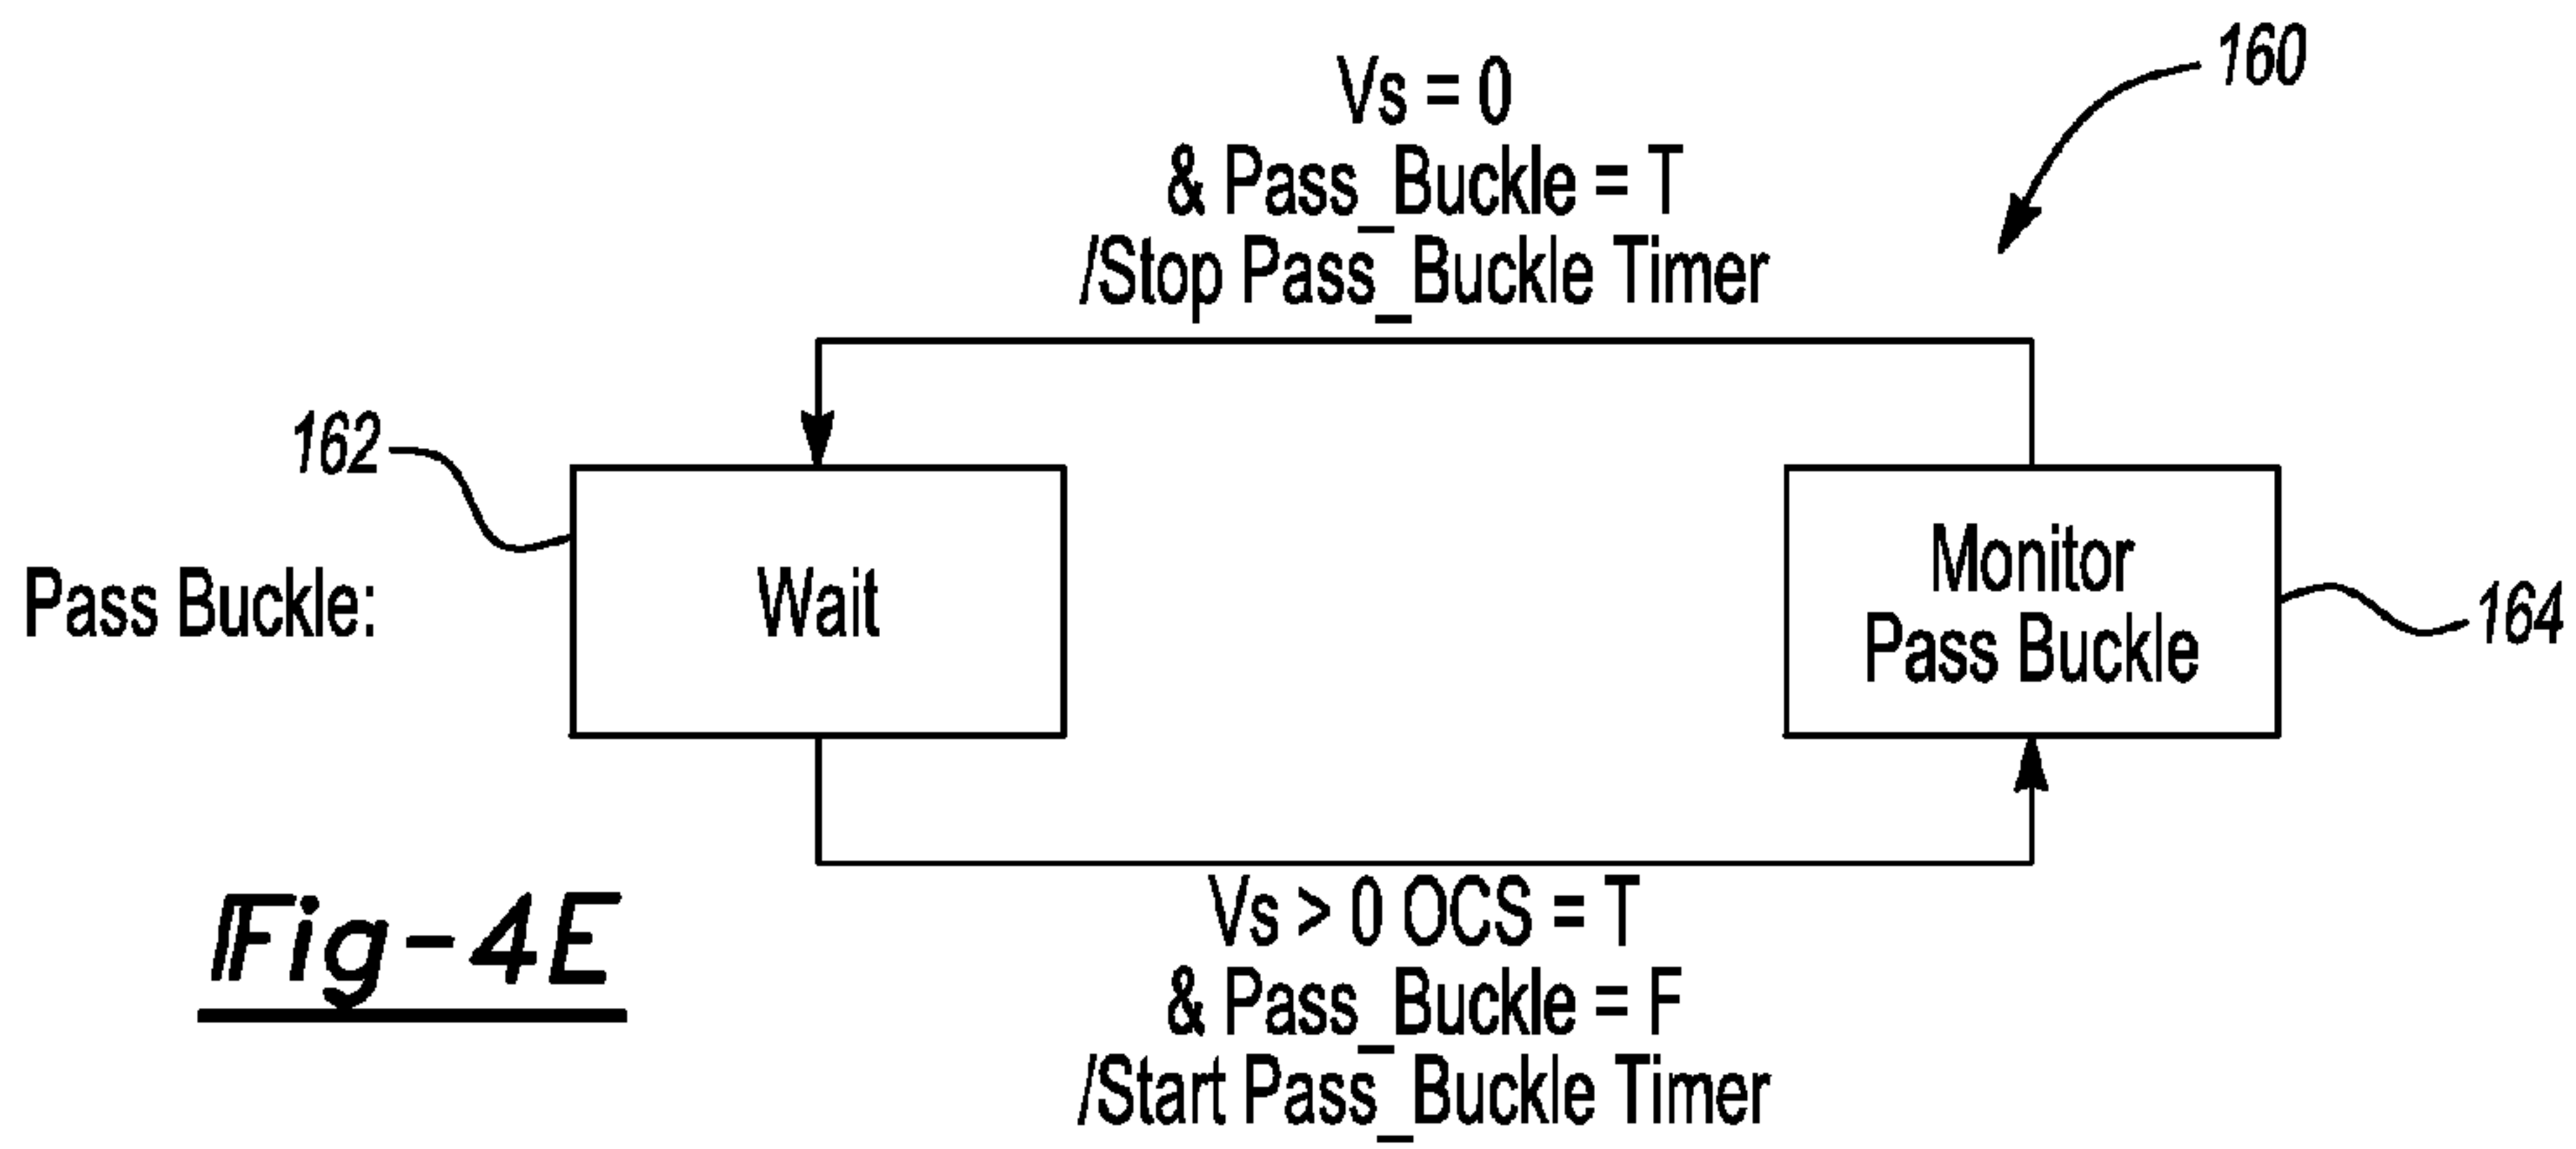 160
Vs = 0
& Pass_Buckle = T
/Stop Pass_Buckle Timer
162
Pass Buckle:
Wait
Monitor
Pass Buckle
164
Vs > 0 OCS = T
& Pass_Buckle = F
/Start Pass_Buckle Timer
Fig-4E